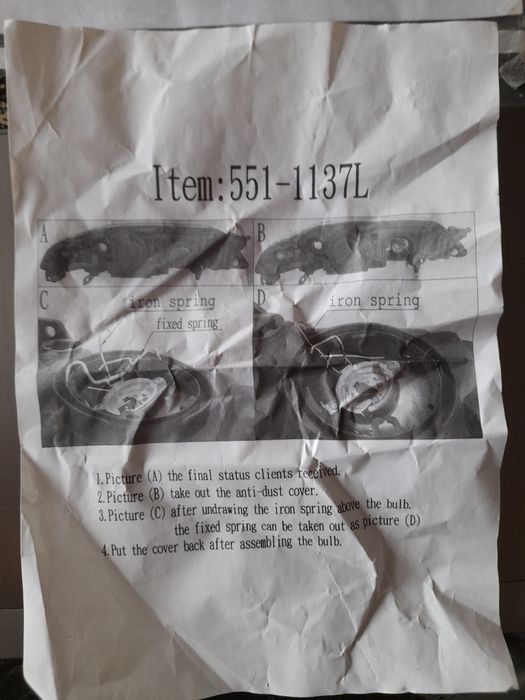 Item:551-1137L
A
B
C
iron spring
fixed spring
D
iron spring
1.Picture (A) the final status clients received.
2.Picture (B) take out the anti-dust cover.
3.Picture (C) after undrawing the iron spring above the bulb.
the fixed spring can be taken out as picture (D)
4.Put the cover back after assembling the bulb.